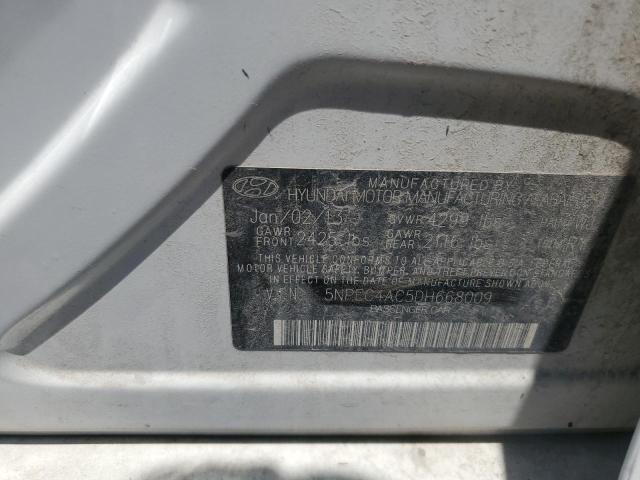 MANUFACTURED BY
HYUNDAI MOTOR MANUFACTURING
Jan/02/13 GVWR 4299 lbs
GAWR GAWR
FRONT 2425 lbs REAR 2116 lbs
THIS VEHICLE CONFORMS TO ALL APPLICABLE U.S.A. FEDERAL
MOTOR VEHICLE SAFETY BUMPER, AND THEFT PREVENTION STANDARDS
IN EFFECT ON THE DATE OF MANUFACTURE SHOWN ABOVE
V.I.N 5NPEC4AC5DH668009
PASSENGER CAR